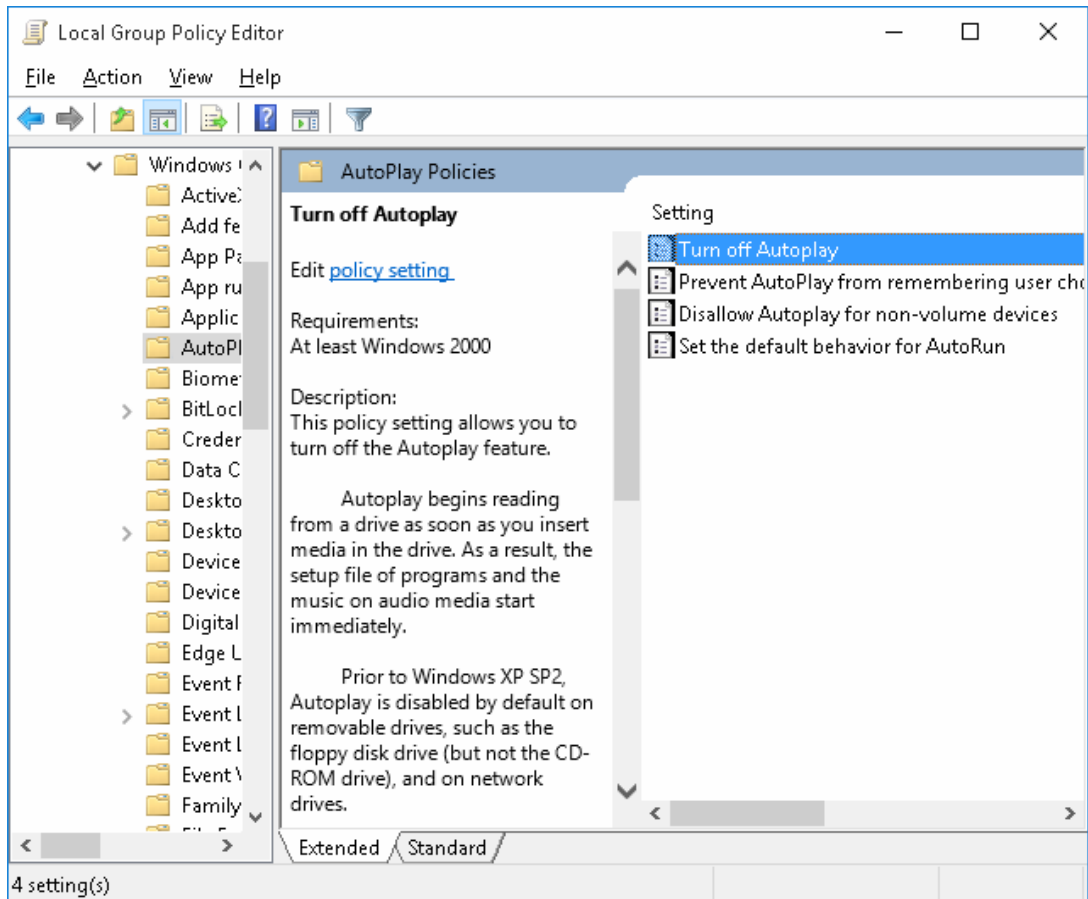 Local Group Policy Editor
File Action View Help
Windows
ActiveX
Add fe
App Pa
App ru
Applic
AutoPl
Biome
BitLocl
Creder
Data C
Deskto
Deskto
Device
Device
Digital
Edge L
Event F
Event L
Event L
Event V
Family
AutoPlay Policies
Turn off Autoplay
Edit policy setting
Requirements:
At least Windows 2000
Description:
This policy setting allows you to
turn off the Autoplay feature.
Autoplay begins reading
from a drive as soon as you insert
media in the drive. As a result, the
setup file of programs and the
music on audio media start
immediately.
Prior to Windows XP SP2,
Autoplay is disabled by default on
removable drives, such as the
floppy disk drive (but not the CD-
ROM drive), and on network
drives.
Setting
Turn off Autoplay
Prevent AutoPlay from remembering user cho
Disallow Autoplay for non-volume devices
Set the default behavior for AutoRun
Extended Standard
4 setting(s)